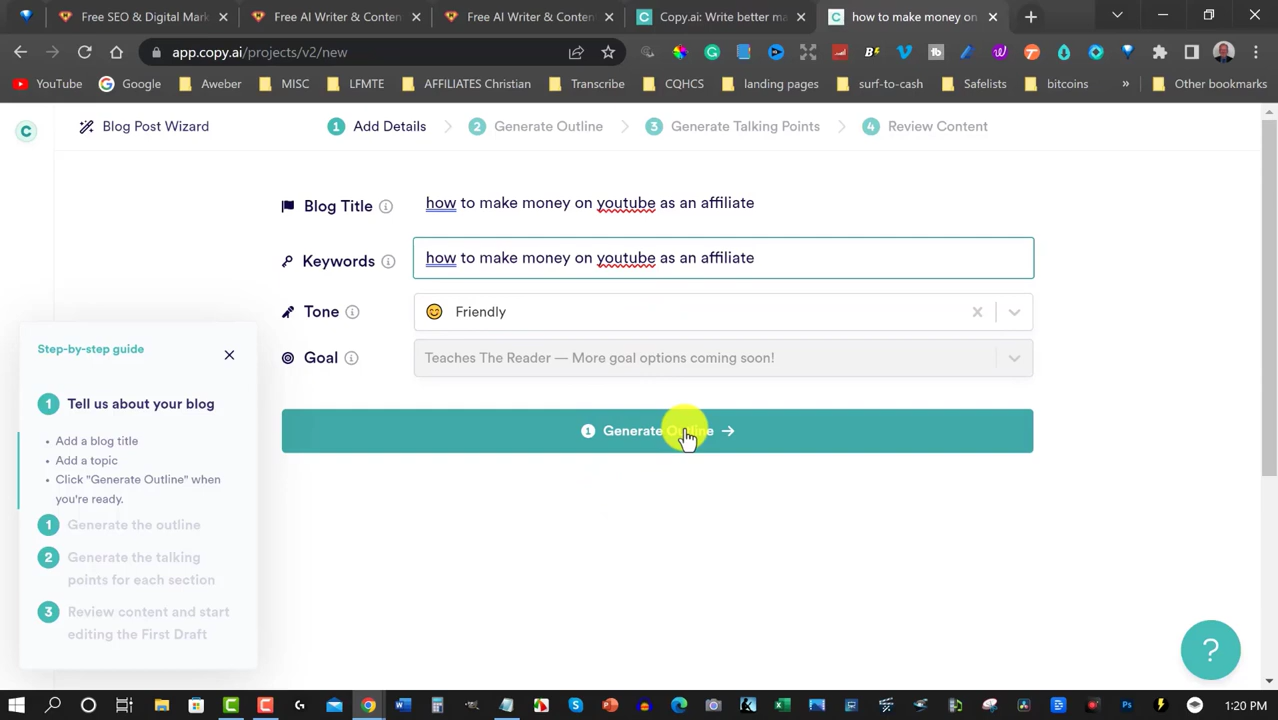 Free SEO & Digital Mark
Free AI Writer & Conten
Free AI Writer & Conten
Copy.ai: Write better ma
how to make money on
app.copy.ai/projects/v2/new
YouTube
Google
Aweber
MISC
LFMTE
AFFILIATES Christian
Transcribe
CQHCS
landing pages
surf-to-cash
Safelists
bitcoins
»
Other bookmarks
C
Blog Post Wizard
1 Add Details
2 Generate Outline
3 Generate Talking Points
4 Review Content
Blog Title
how to make money on youtube as an affiliate
Keywords
how to make money on youtube as an affiliate
Tone
Friendly
Goal
Teaches The Reader — More goal options coming soon!
1 Generate Outline →
Step-by-step guide
1 Tell us about your blog
• Add a blog title
• Add a topic
• Click "Generate Outline" when
you're ready.
1 Generate the outline
2 Generate the talking
points for each section
3 Review content and start
editing the First Draft
?
1:20 PM